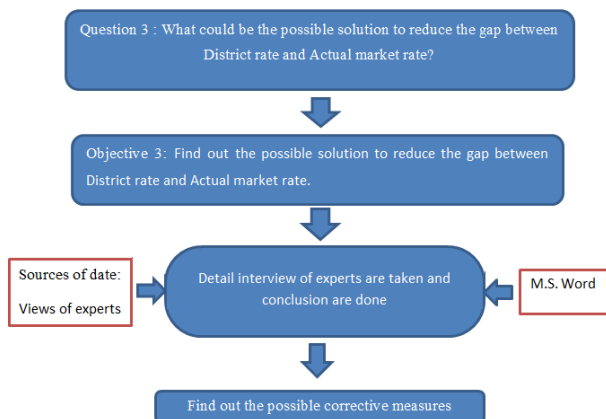 Question 3 : What could be the possible solution to reduce the gap between
District rate and Actual market rate?
Objective 3: Find out the possible solution to reduce the gap between
District rate and Actual market rate.
Sources of date:
Views of experts
Detail interview of experts are taken and
conclusion are done
M.S. Word
Find out the possible corrective measures